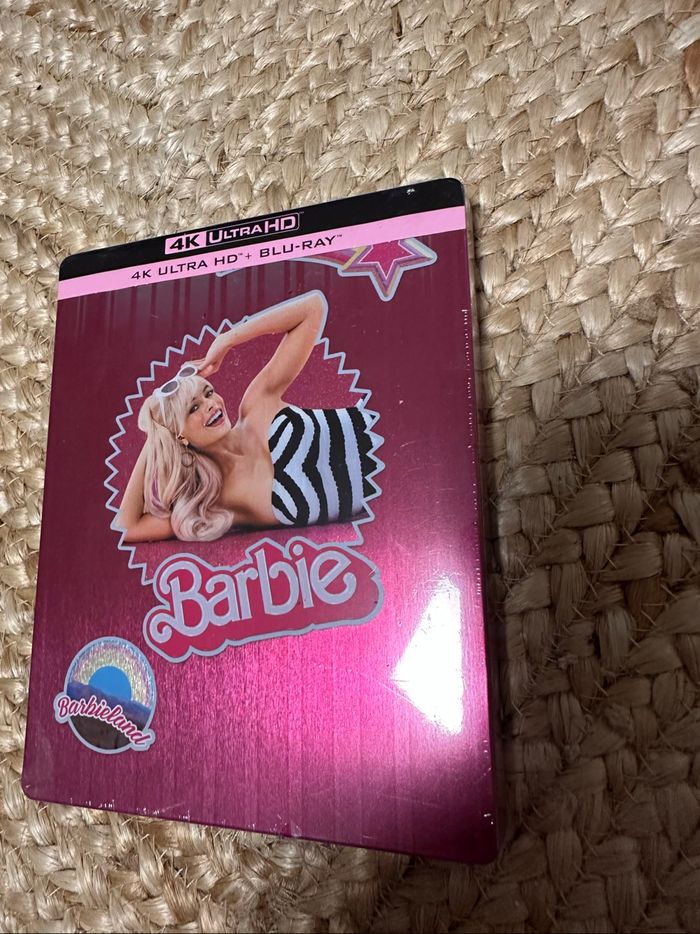 4K ULTRA HD
4K ULTRA HD™ + BLU-RAY™
Barbie
Barbieland